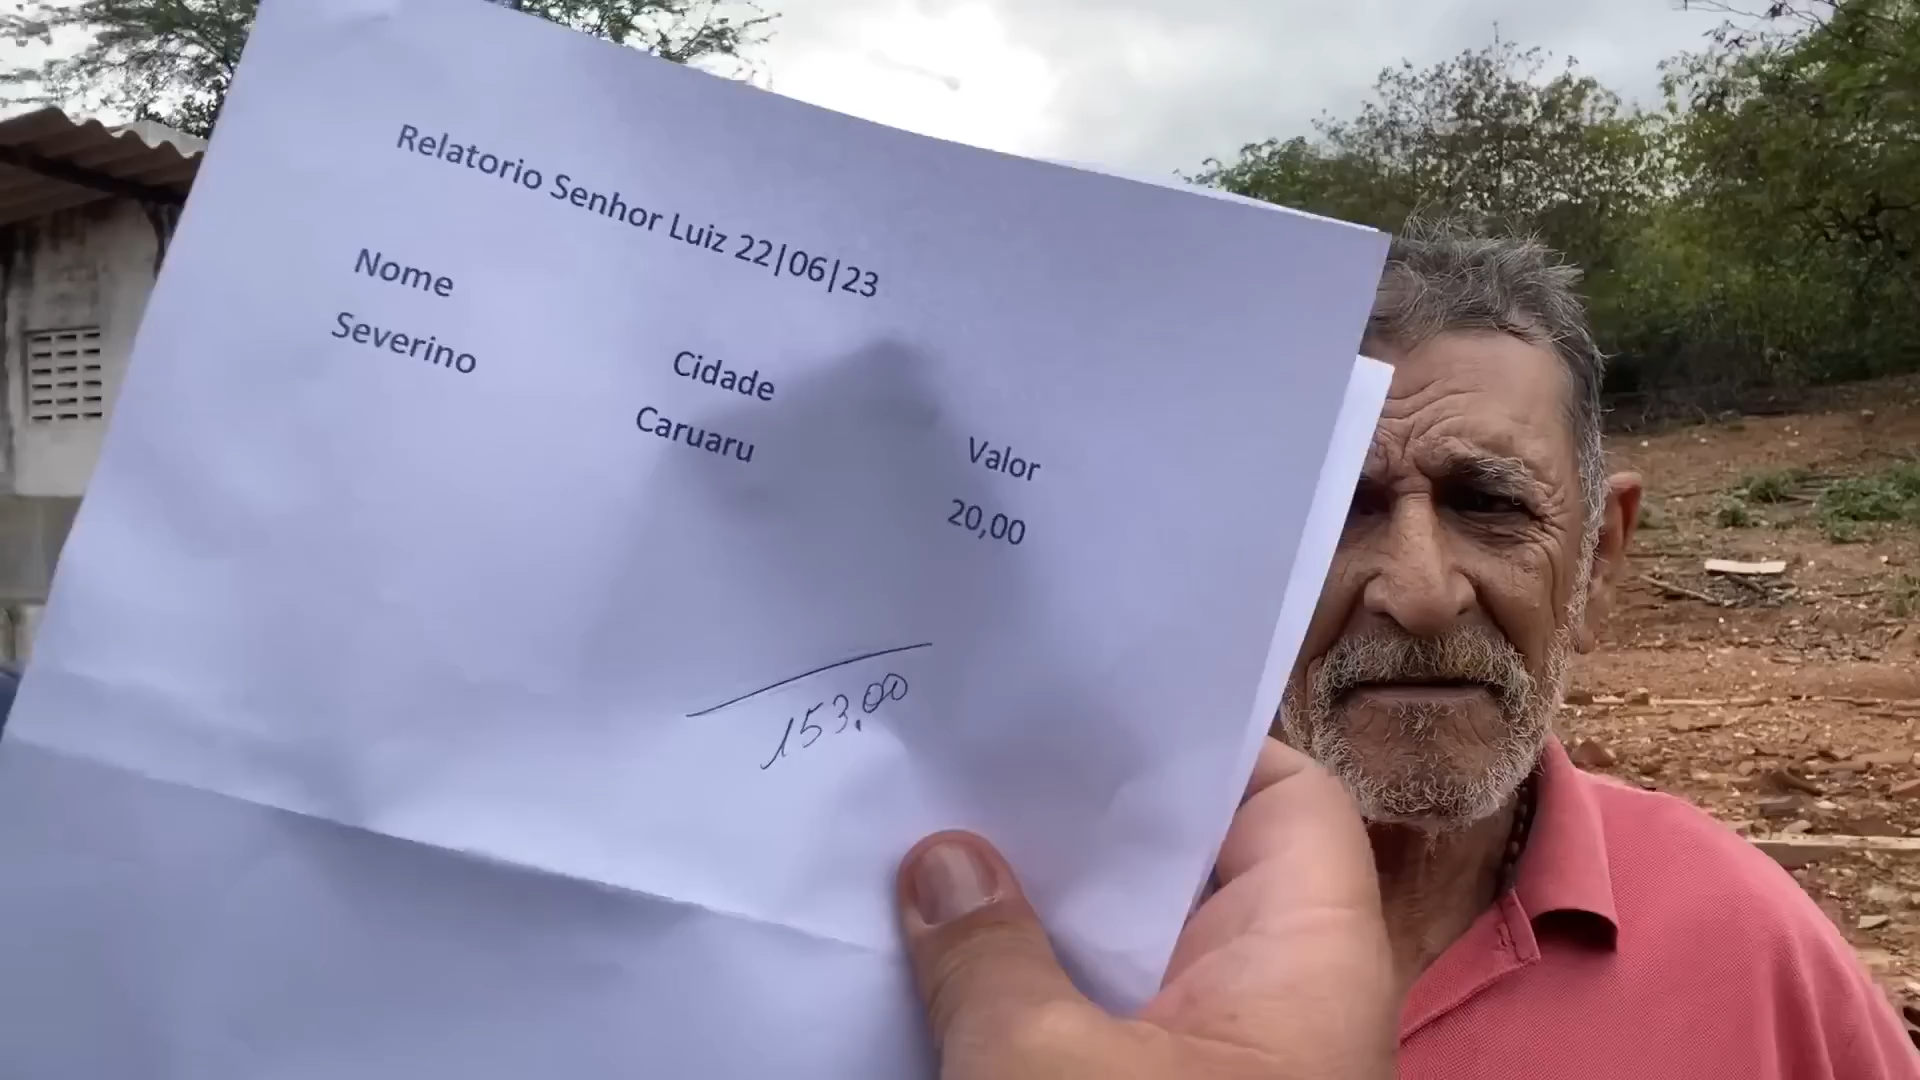 Relatorio Senhor Luiz 22|06|23
Nome Cidade Valor
Severino Caruaru 20,00
153.00